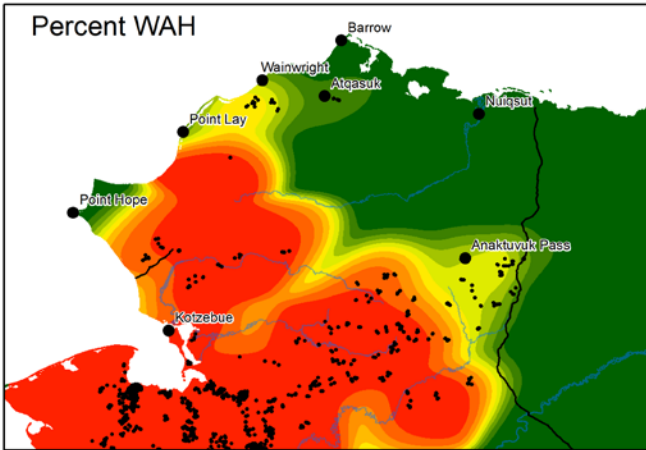 Percent WAH
Barrow
Wainwright
Atqasuk
Nuiqsut
Point Lay
Point Hope
Anaktuvuk Pass
Kotzebue